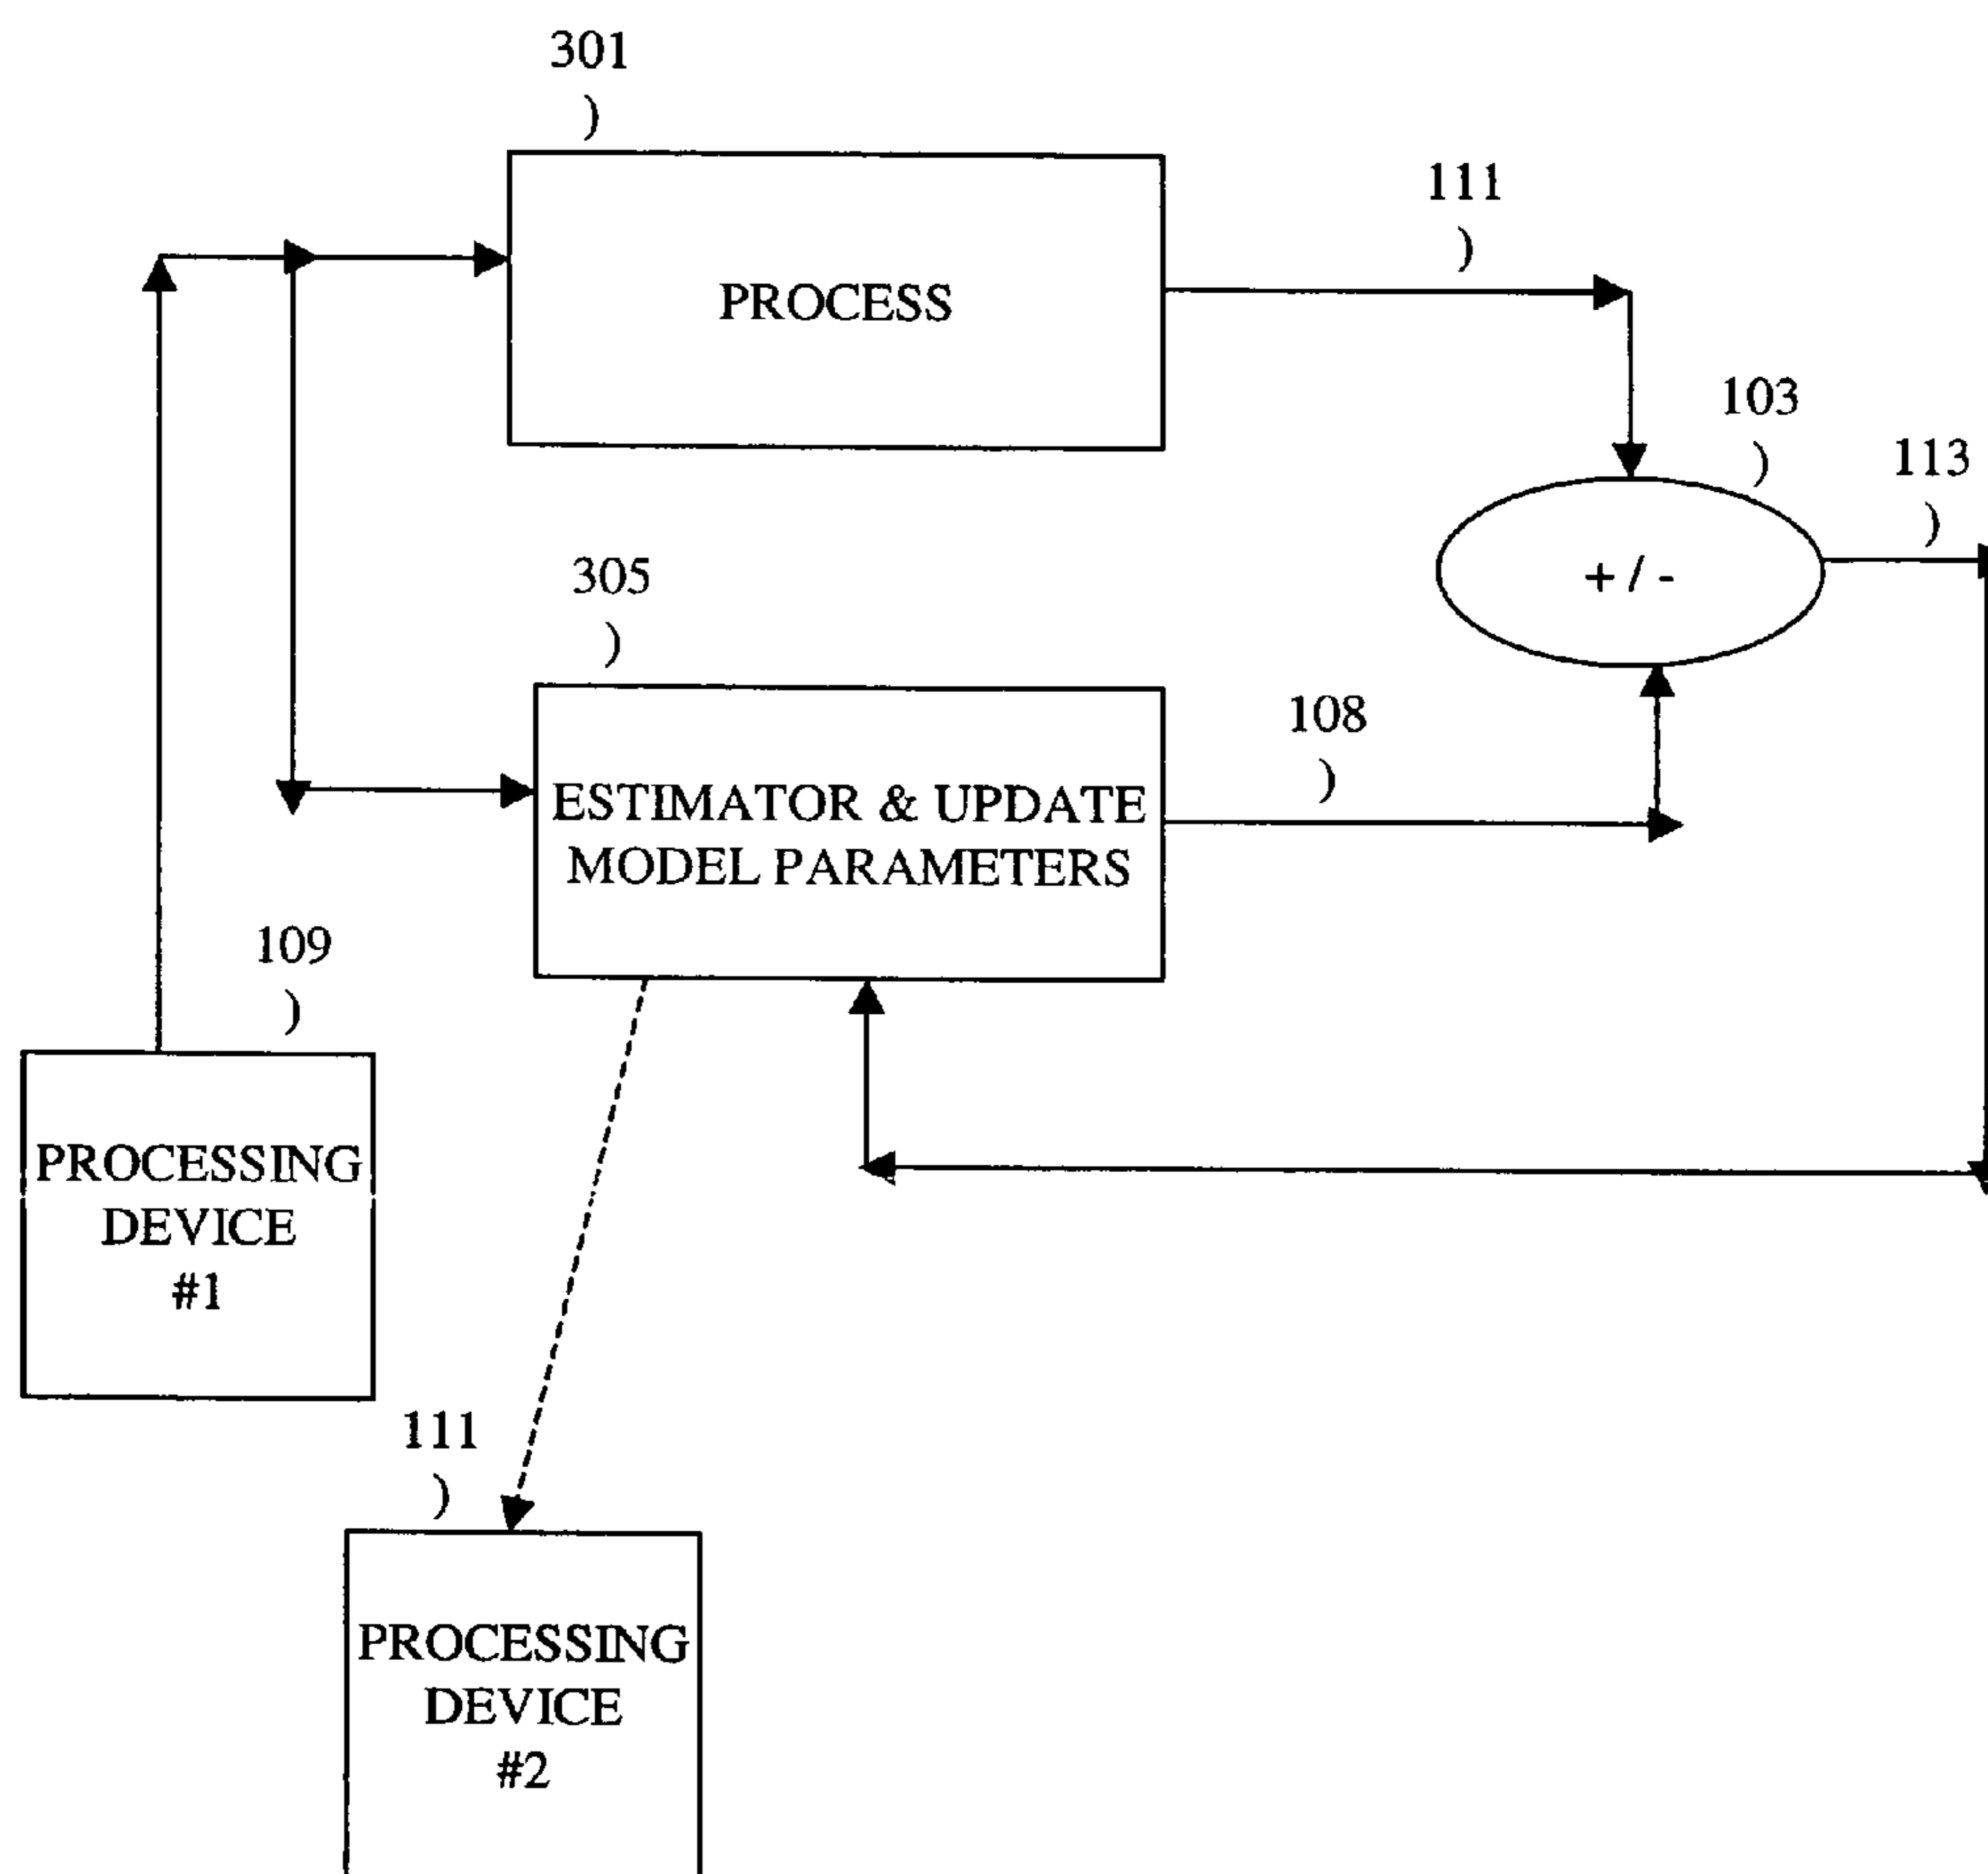 301
)
PROCESS
111
)
103
)
113
)
+ / -
305
)
ESTIMATOR & UPDATE
MODEL PARAMETERS
108
)
109
)
PROCESSING
DEVICE
#1
111
)
PROCESSING
DEVICE
#2